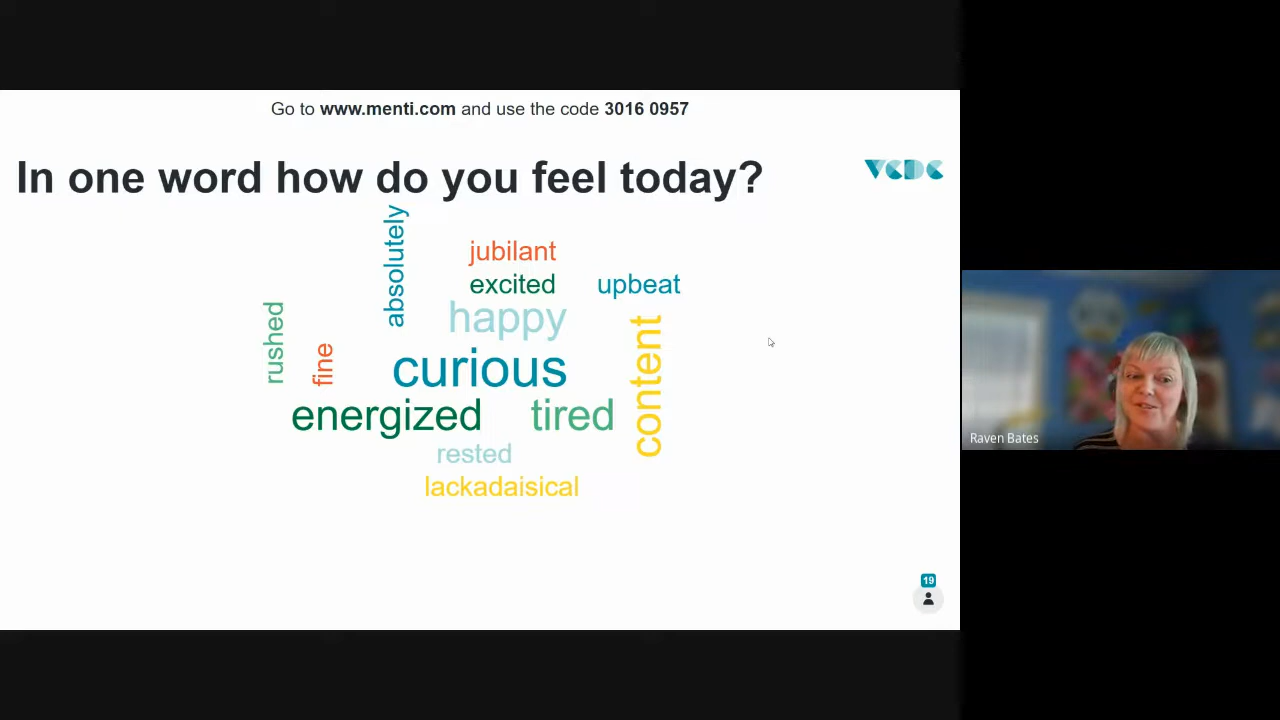 Go to www.menti.com and use the code 3016 0957
In one word how do you feel today?
VCDC
absolutely
jubilant
excited
upbeat
rushed
fine
happy
content
curious
energized
tired
rested
lackadaisical
Raven Bates
19